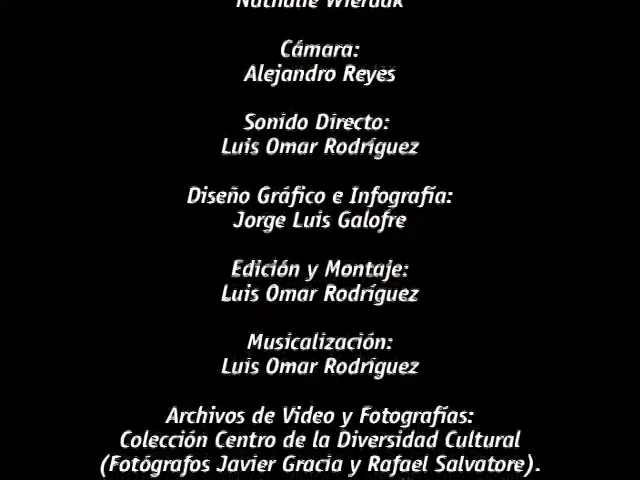 Nathalie
Cámara:
Alejandro Reyes
Sonido Directo:
Luis Omar Rodríguez
Diseño Gráfico e Infografía:
Jorge Luis Galofre
Edición y Montaje:
Luis Omar Rodríguez
Musicalización:
Luis Omar Rodríguez
Archivos de Video y Fotografías:
Colección Centro de la Diversidad Cultural
(Fotógrafos Javier Gracia y Rafael Salvatore).